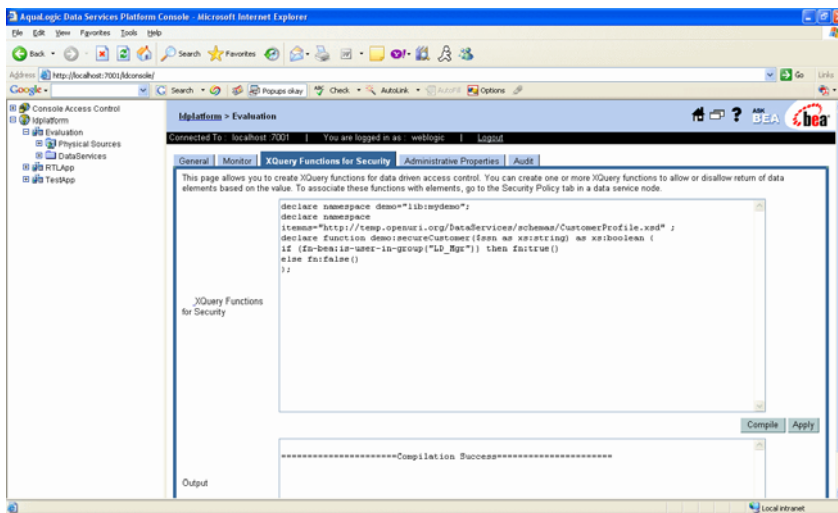 AquaLogic Data Services Platform Console - Microsoft Internet Explorer
File Edit View Favorites Tools Help
Back Search Favorites
Address http://localhost:7001/ldconsole/ Go Links
Google Search Popups okay Check AutoLink AutoFill Options
Console Access Control
ldplatform
Evaluation
Physical Sources
DataServices
RTLApp
TestApp
ldplatform > Evaluation
ASK BEA
bea
Connected To : localhost :7001 | You are logged in as : weblogic | Logout
General Monitor XQuery Functions for Security Administrative Properties Audit
This page allows you to create XQuery functions for data driven access control. You can create one or more XQuery functions to allow or disallow return of data
elements based on the value. To associate these functions with elements, go to the Security Policy tab in a data service node.
declare namespace demo="lib:mydemo";
declare namespace
itemns="http://temp.openuri.org/DataServices/schemas/CustomerProfile.xsd" ;
declare function demo:secureCustomer($ssn as xs:string) as xs:boolean {
if (fn-bea:is-user-in-group("LD_Mgr")) then fn:true()
else fn:false()
};
XQuery Functions
for Security
Compile Apply
======================Compilation Success======================
Output
Local intranet